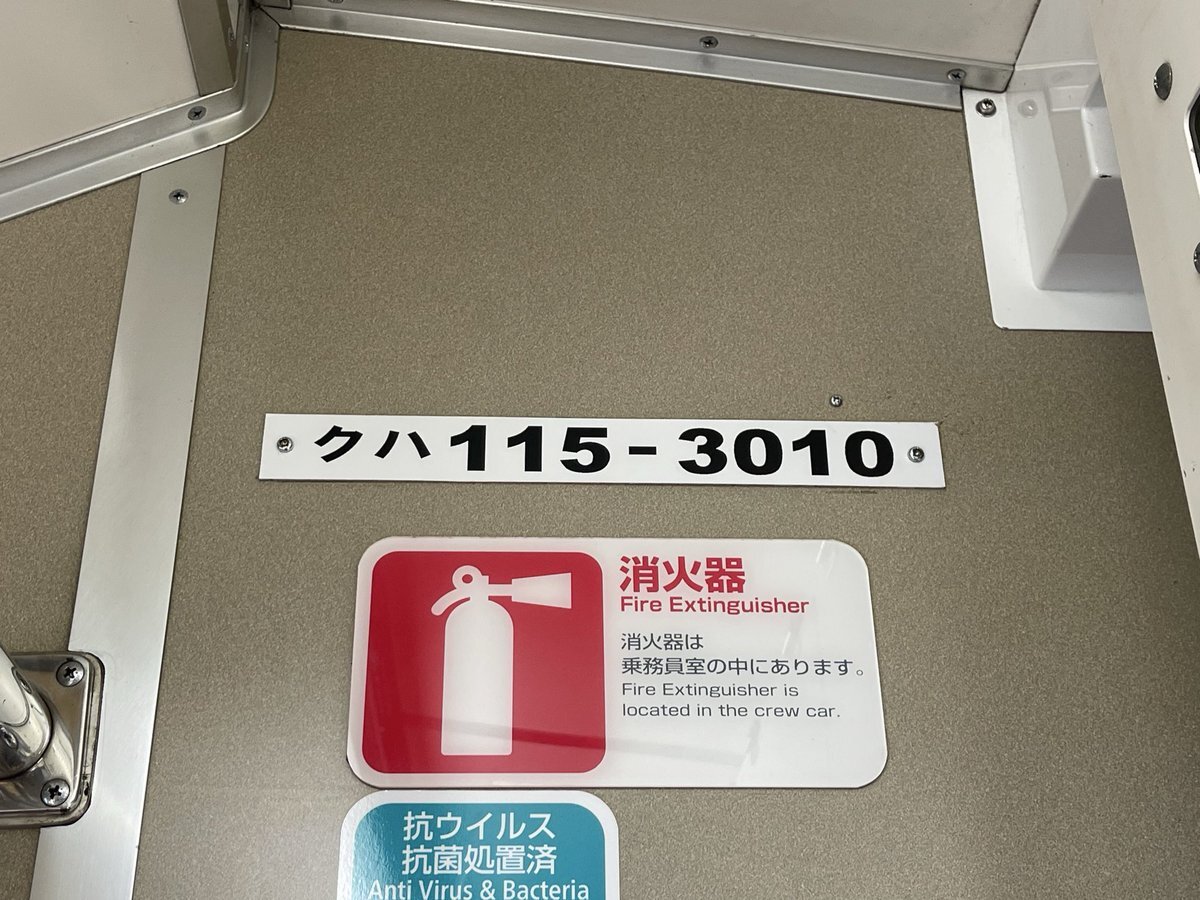 クハ115-3010
消火器
Fire Extinguisher
消火器は
乗務員室の中にあります。
Fire Extinguisher is
located in the crew car.
抗ウイルス
抗菌処置済
Anti Virus & Bacteria